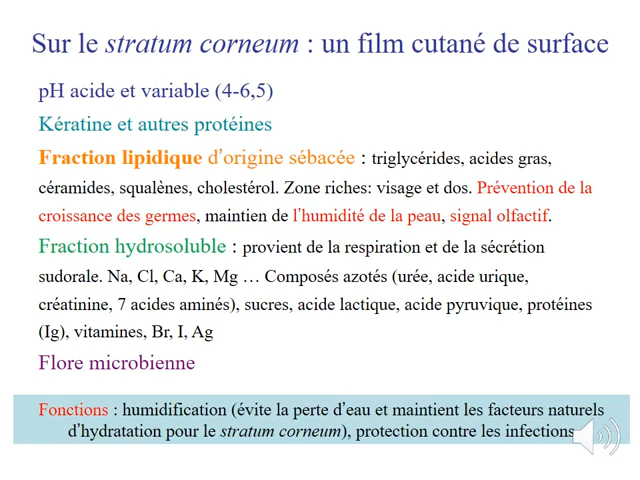 Sur le stratum corneum : un film cutané de surface
pH acide et variable (4-6,5)
Kératine et autres protéines
Fraction lipidique d'origine sébacée : triglycérides, acides gras,
céramides, squalènes, cholestérol. Zone riches: visage et dos. Prévention de la
croissance des germes, maintien de l'humidité de la peau, signal olfactif.
Fraction hydrosoluble : provient de la respiration et de la sécrétion
sudorale. Na, Cl, Ca, K, Mg … Composés azotés (urée, acide urique,
créatinine, 7 acides aminés), sucres, acide lactique, acide pyruvique, protéines
(Ig), vitamines, Br, I, Ag
Flore microbienne
Fonctions : humidification (évite la perte d'eau et maintient les facteurs naturels
d'hydratation pour le stratum corneum), protection contre les infections